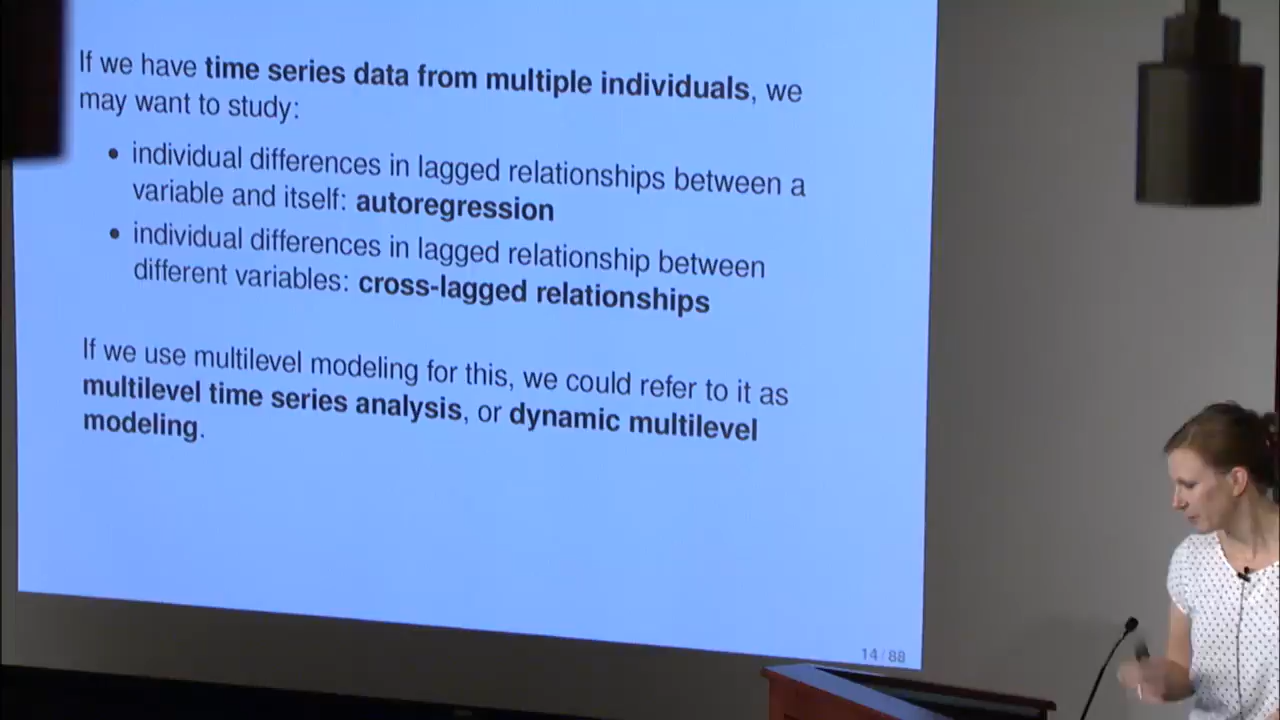 If we have time series data from multiple individuals, we
may want to study:
• individual differences in lagged relationships between a
variable and itself: autoregression
• individual differences in lagged relationship between
different variables: cross-lagged relationships
If we use multilevel modeling for this, we could refer to it as
multilevel time series analysis, or dynamic multilevel
modeling.
14/88